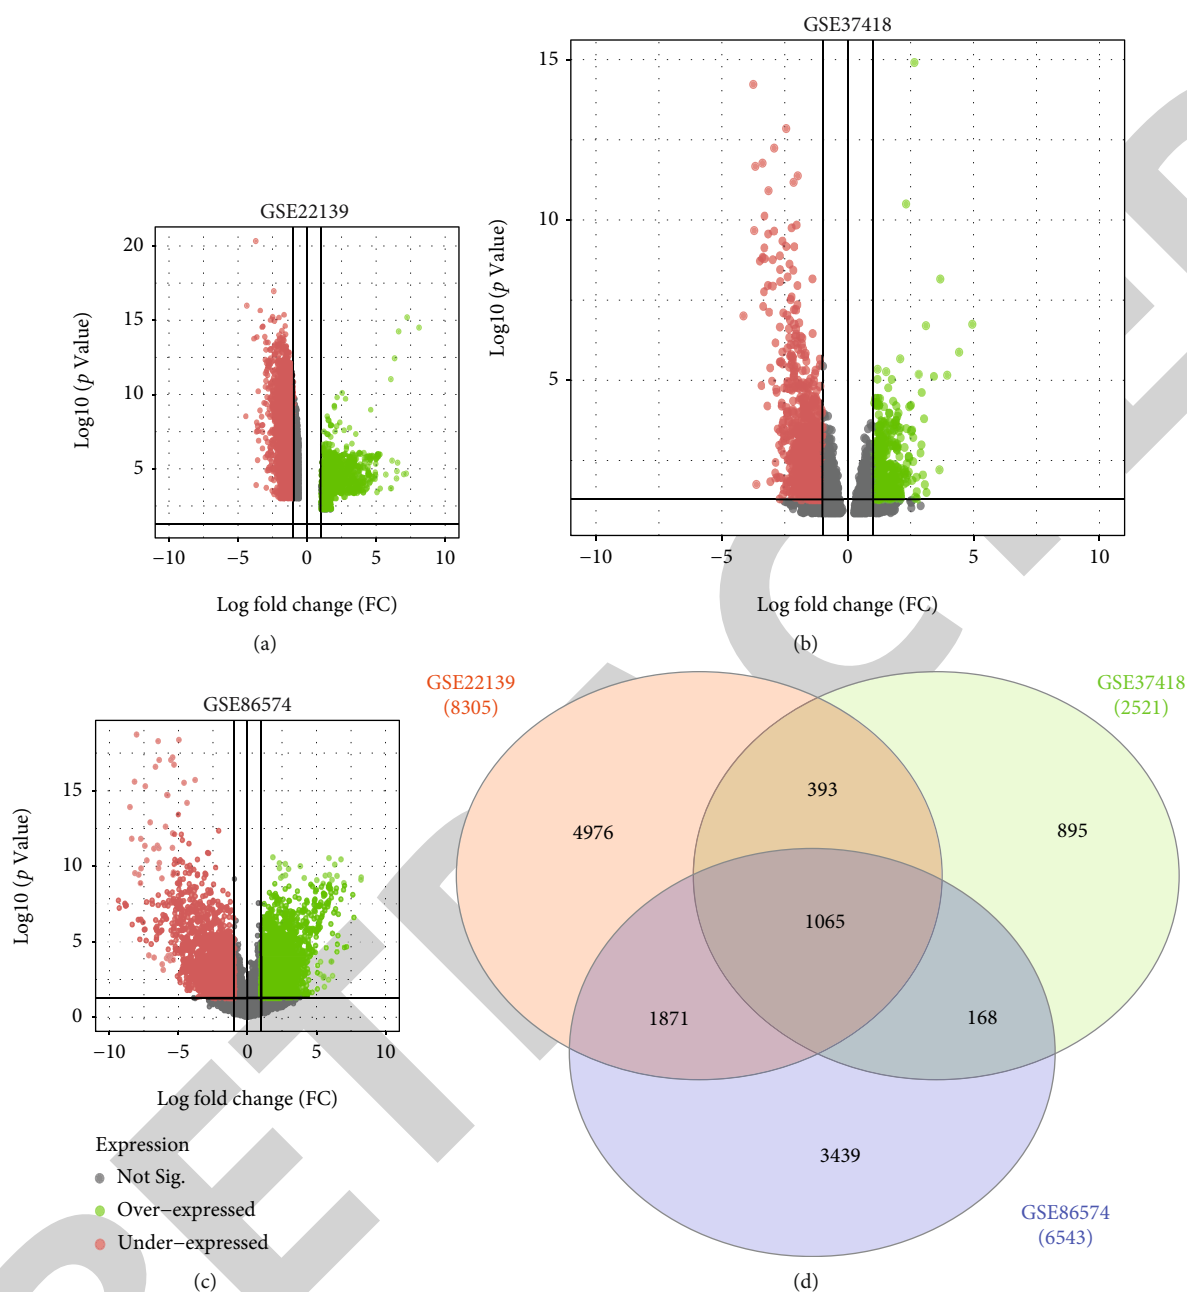 GSE22139
Log10 (p Value)
20
15
10
5
−10
−5
0
5
10
Log fold change (FC)
(a)
GSE37418
Log10 (p Value)
15
10
5
−10
−5
0
5
10
Log fold change (FC)
(b)
GSE86574
Log10 (p Value)
15
10
5
0
−10
−5
0
5
10
Log fold change (FC)
Expression
Not Sig.
Over−expressed
Under−expressed
(c)
GSE22139
(8305)
GSE37418
(2521)
393
4976
895
1065
1871
168
3439
GSE86574
(6543)
(d)